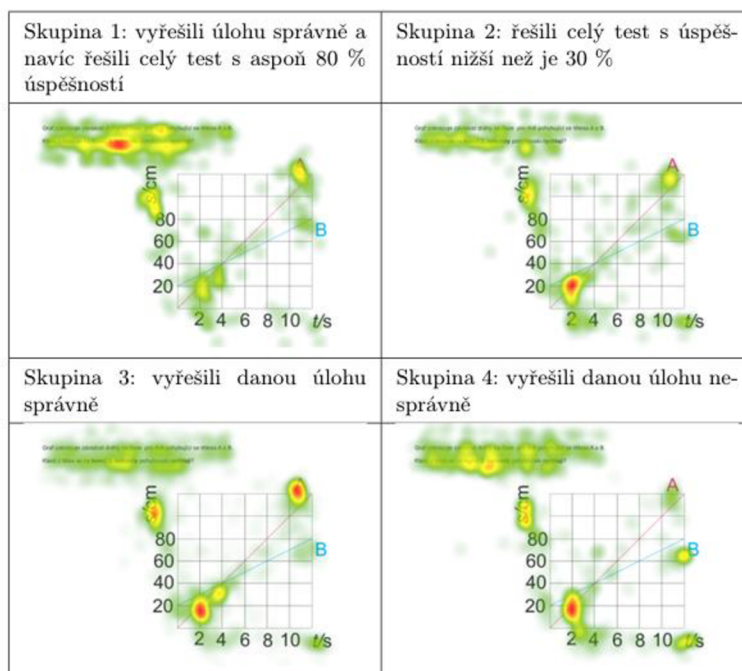 Skupina 1: vyřešili úlohu správně a
navíc řešili celý test s aspoň 80 %
úspěšností
Skupina 2: řešili celý test s úspěš-
ností nižší než je 30 %
A
s/cm
80
60
40
20
B
2 4 6 8 10 t/s
A
s/cm
80
60
40
20
B
2 4 6 8 10 t/s
Skupina 3: vyřešili danou úlohu
správně
Skupina 4: vyřešili danou úlohu ne-
správně
s/cm
80
60
40
20
B
2 4 6 8 10 t/s
A
s/cm
80
60
40
20
B
2 4 6 8 10 t/s